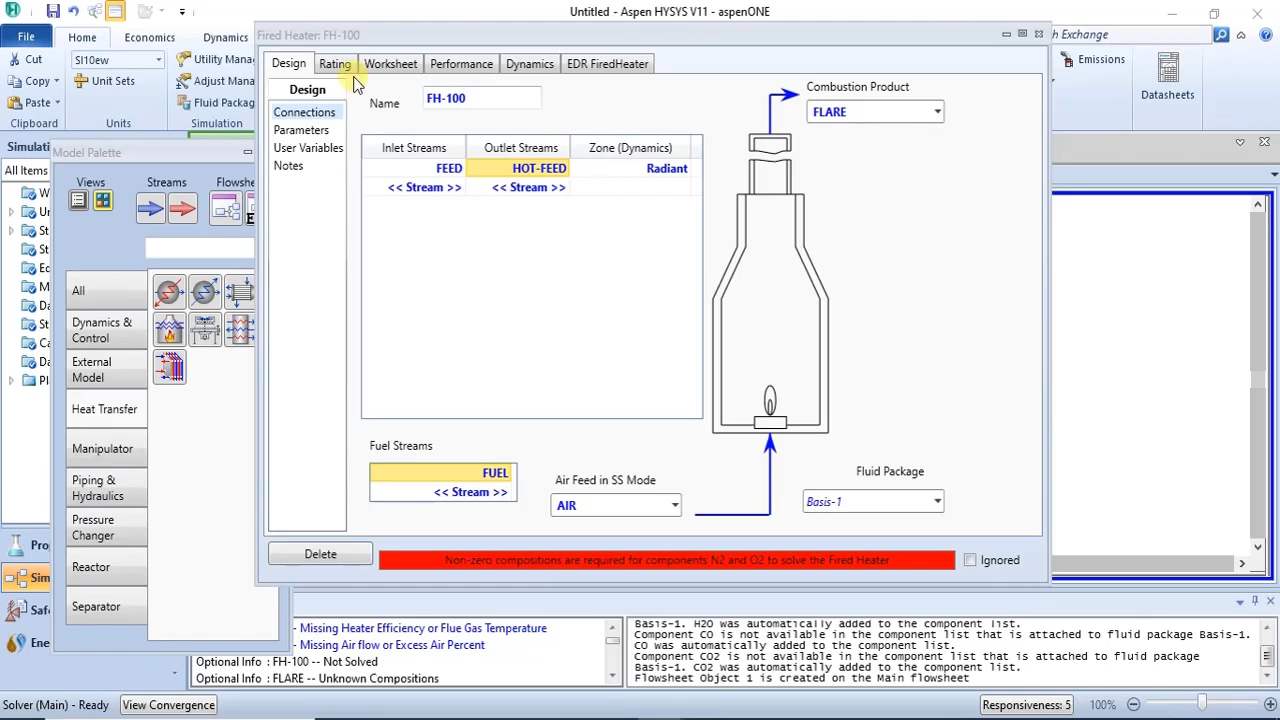 Untitled - Aspen HYSYS V11 - aspenONE
File
Home
Economics
Dynamics
Exchange
Cut
SI10ew
Utility Mana
Emissions
Copy
Unit Sets
Adjust Mana
Datasheets
Paste
Fluid Packag
Clipboard
Units
Simulation
Fired Heater: FH-100
Design
Rating
Worksheet
Performance
Dynamics
EDR FiredHeater
Design
Connections
Parameters
User Variables
Notes
Name
FH-100
Combustion Product
FLARE
Inlet Streams
Outlet Streams
Zone (Dynamics)
FEED
HOT-FEED
Radiant
<< Stream >>
<< Stream >>
Fuel Streams
FUEL
<< Stream >>
Air Feed in SS Mode
AIR
Fluid Package
Basis-1
Delete
Non-zero compositions are required for components N2 and O2 to solve the Fired Heater
Ignored
Model Palette
Views
Streams
Flowshe
All
Dynamics &
Control
External
Model
Heat Transfer
Manipulator
Piping &
Hydraulics
Pressure
Changer
Reactor
Separator
All Items
Missing Heater Efficiency or Flue Gas Temperature
- Missing Air flow or Excess Air Percent
Optional Info : FH-100 -- Not Solved
Optional Info : FLARE -- Unknown Compositions
Basis-1. H2O was automatically added to the component list.
Component CO is not available in the component list that is attached to fluid package Basis-1.
CO was automatically added to the component list.
Component CO2 is not available in the component list that is attached to fluid package
Basis-1. CO2 was automatically added to the component list.
Flowsheet Object 1 is created on the Main flowsheet
Solver (Main) - Ready
View Convergence
Responsiveness: 5
100%